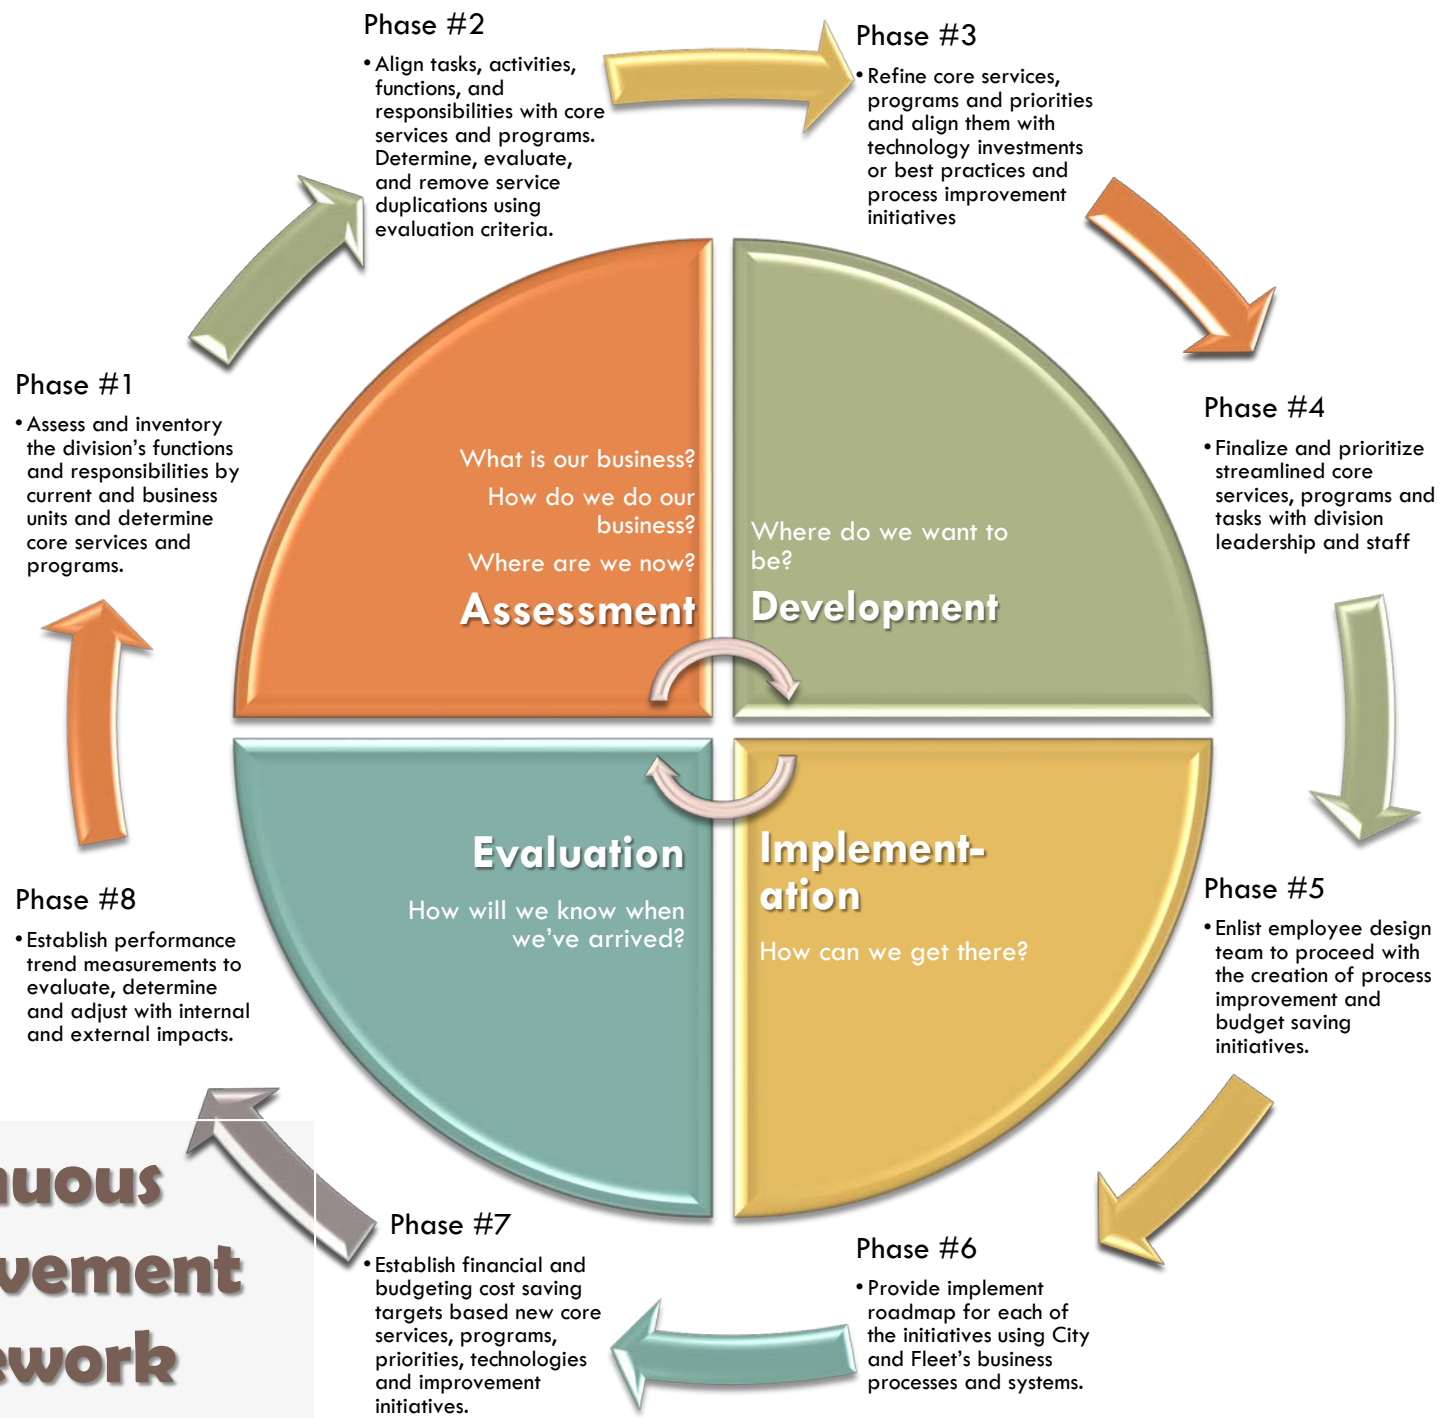 Phase #1
• Assess and inventory
the division's functions
and responsibilities by
current and business
units and determine
core services and
programs.
Phase #2
• Align tasks, activities,
functions, and
responsibilities with core
services and programs.
Determine, evaluate,
and remove service
duplications using
evaluation criteria.
Phase #3
• Refine core services,
programs and priorities
and align them with
technology investments
or best practices and
process improvement
initiatives
Phase #4
• Finalize and prioritize
streamlined core
services, programs and
tasks with division
leadership and staff
Phase #5
• Enlist employee design
team to proceed with
the creation of process
improvement and
budget saving
initiatives.
Phase #6
• Provide implement
roadmap for each of
the initiatives using City
and Fleet's business
processes and systems.
Phase #7
• Establish financial and
budgeting cost saving
targets based new core
services, programs,
priorities, technologies
and improvement
initiatives.
Phase #8
• Establish performance
trend measurements to
evaluate, determine
and adjust with internal
and external impacts.
What is our business?
How do we do our
business?
Where are we now?
Assessment
Where do we want to
be?
Development
Implement-
ation
How can we get there?
Evaluation
How will we know when
we've arrived?
nuous
vement
ework